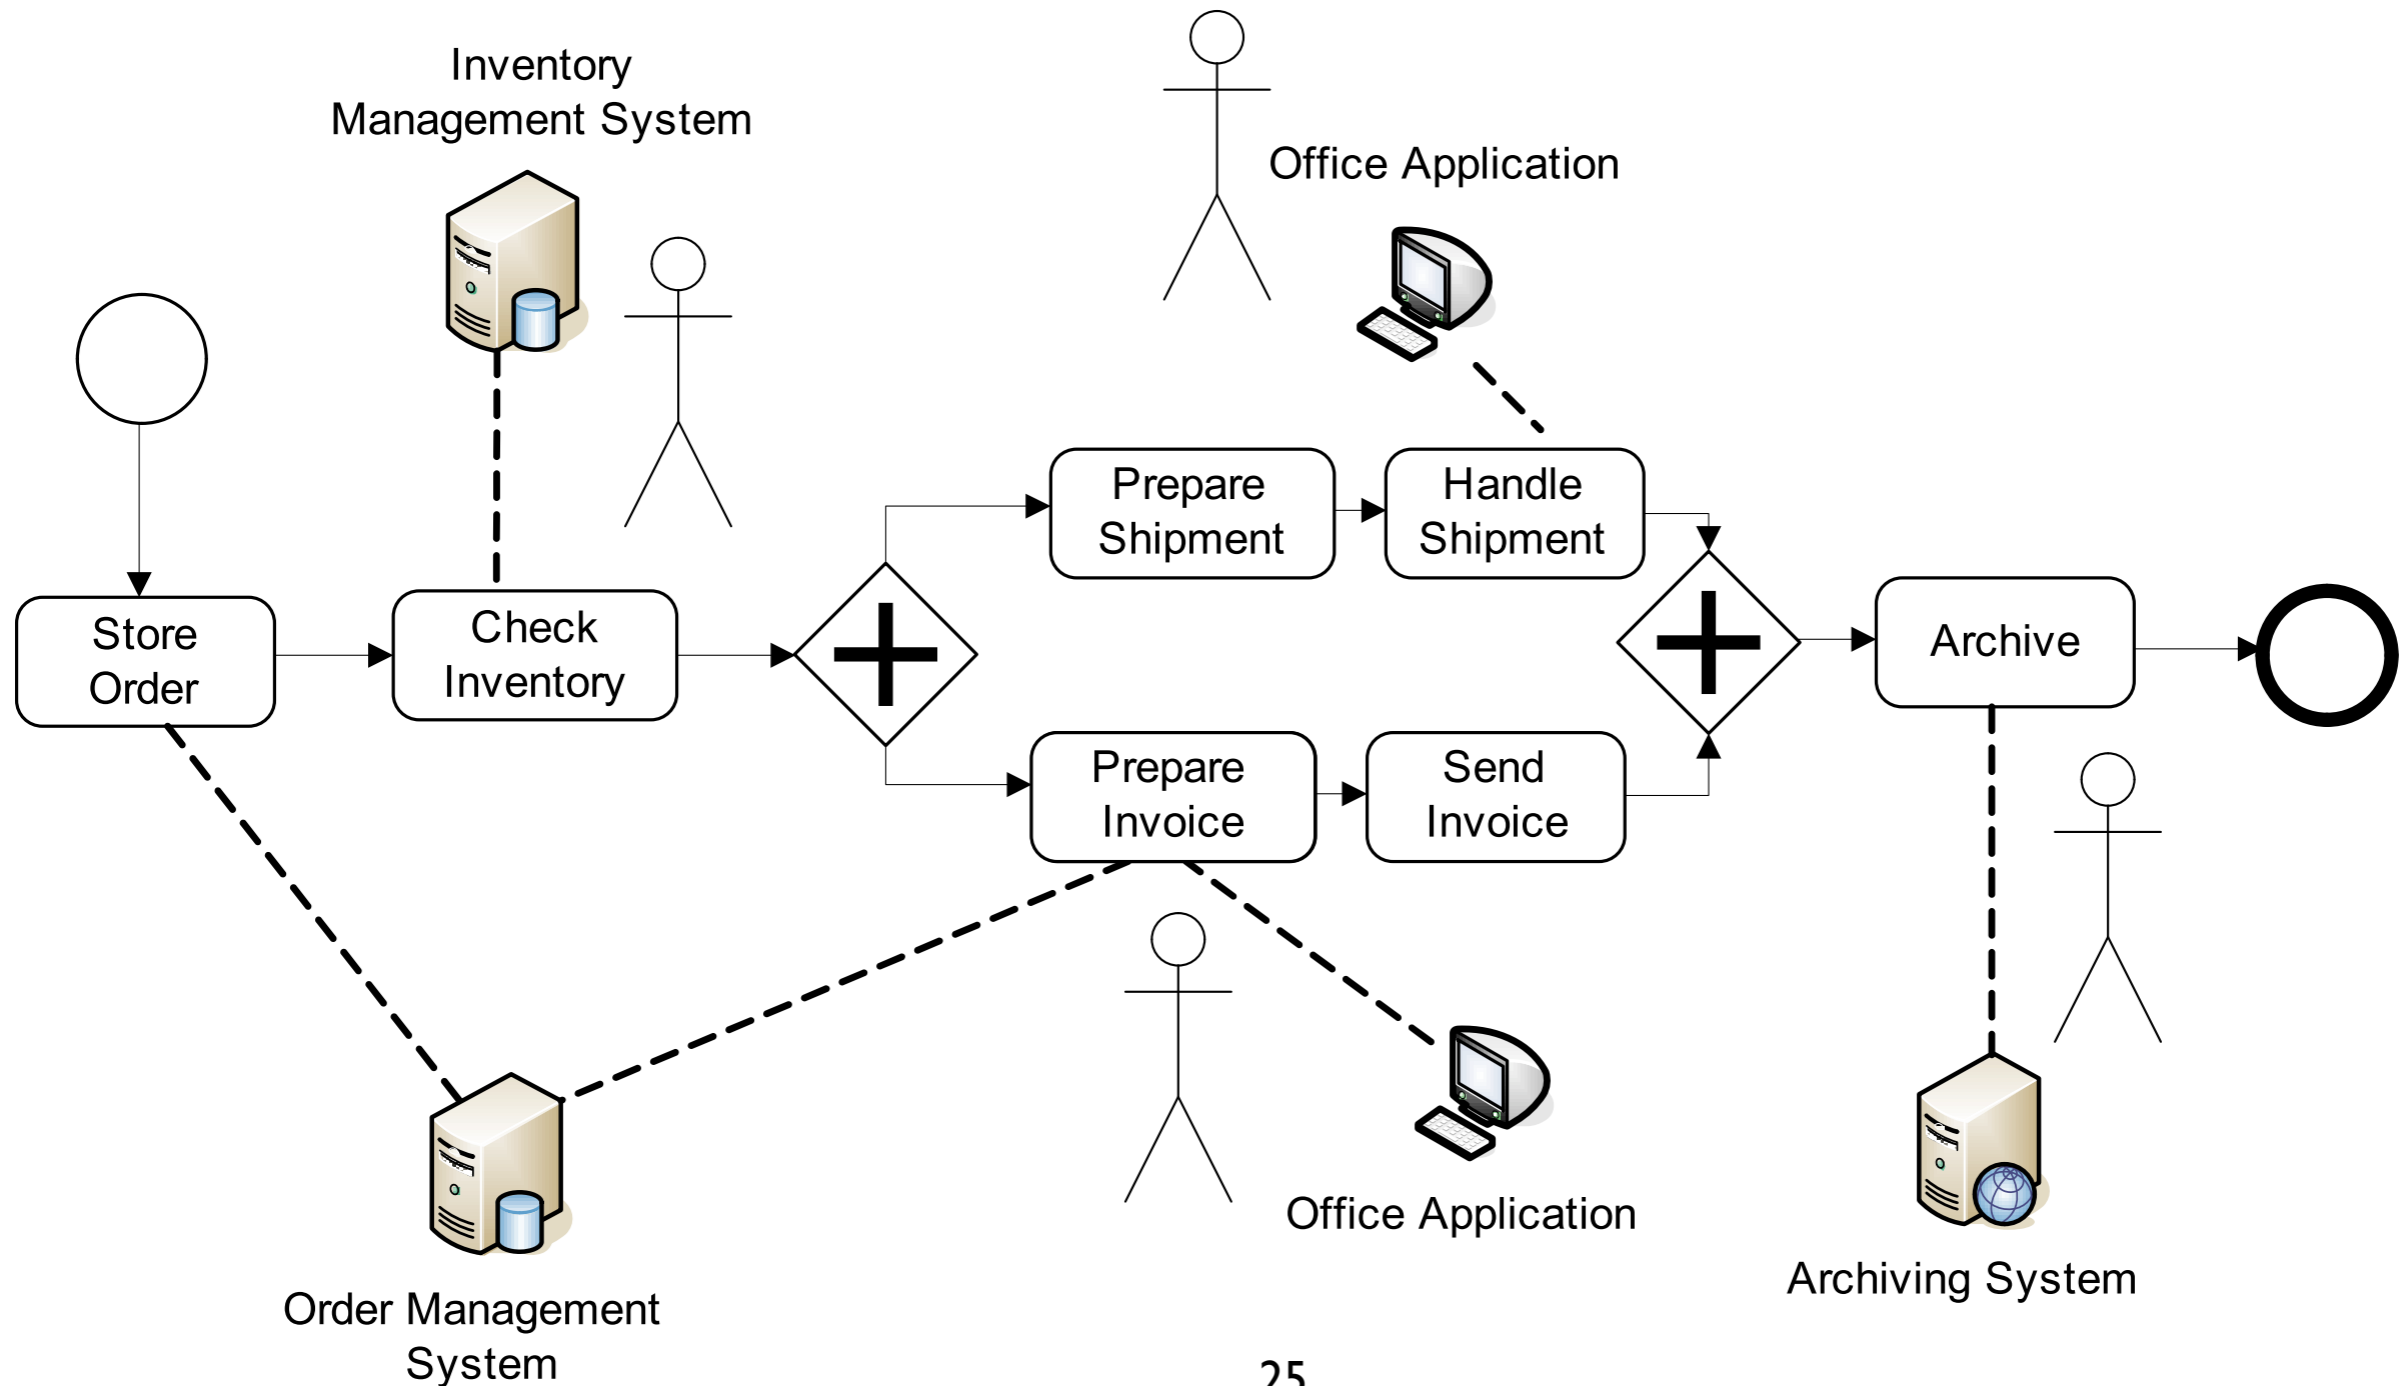 Inventory
Management System
Office Application
Prepare
Shipment
Handle
Shipment
Store
Order
Check
Inventory
Archive
Prepare
Invoice
Send
Invoice
Office Application
Archiving System
Order Management
System
25